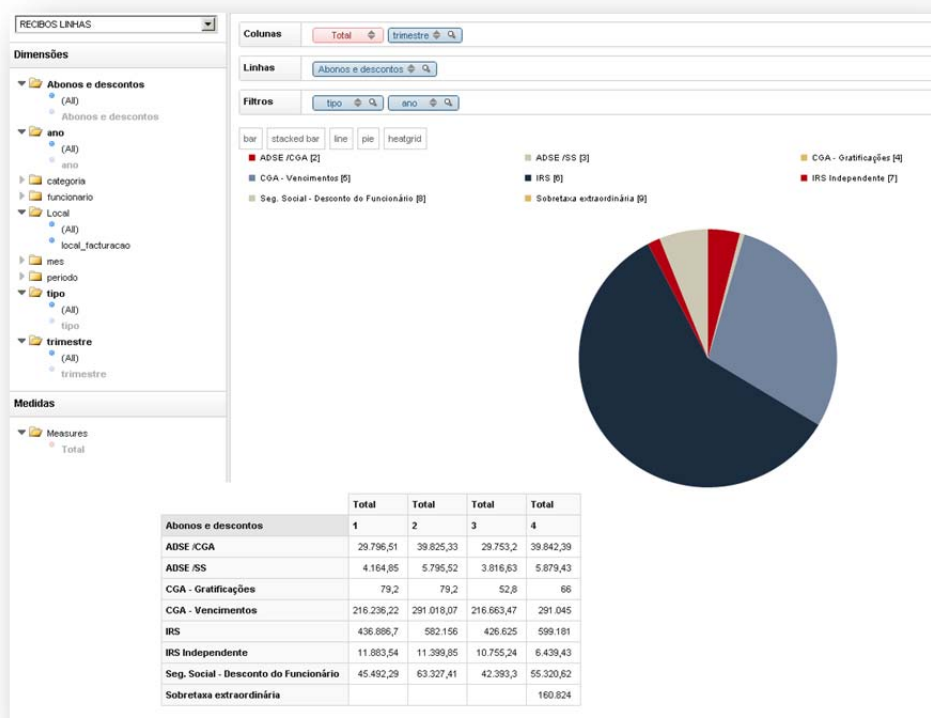 RECIBOS LINHAS
Dimensões
Abonos e descontos
(All)
Abonos e descontos
ano
(All)
ano
categoria
funcionario
Local
(All)
local_facturacao
mes
periodo
tipo
(All)
tipo
trimestre
(All)
trimestre
Medidas
Measures
Total
Colunas Total trimestre
Linhas Abonos e descontos
Filtros tipo ano
bar stacked bar line pie heatgrid
ADSE /CGA [2] ADSE /SS [3] CGA - Gratificações [4]
CGA - Vencimentos [5] IRS [6] IRS Independente [7]
Seg. Social - Desconto do Funcionário [8] Sobretaxa extraordinária [9]
Total Total Total Total
Abonos e descontos 1 2 3 4
ADSE /CGA 29.796,51 39.825,33 29.753,2 39.842,39
ADSE /SS 4.164,85 5.795,52 3.816,63 5.879,43
CGA - Gratificações 79,2 79,2 52,8 66
CGA - Vencimentos 216.236,22 291.018,07 216.663,47 291.045
IRS 436.886,7 582.156 426.625 599.181
IRS Independente 11.883,54 11.399,85 10.755,24 6.439,43
Seg. Social - Desconto do Funcionário 45.492,29 63.327,41 42.393,3 55.320,62
Sobretaxa extraordinária 160.824